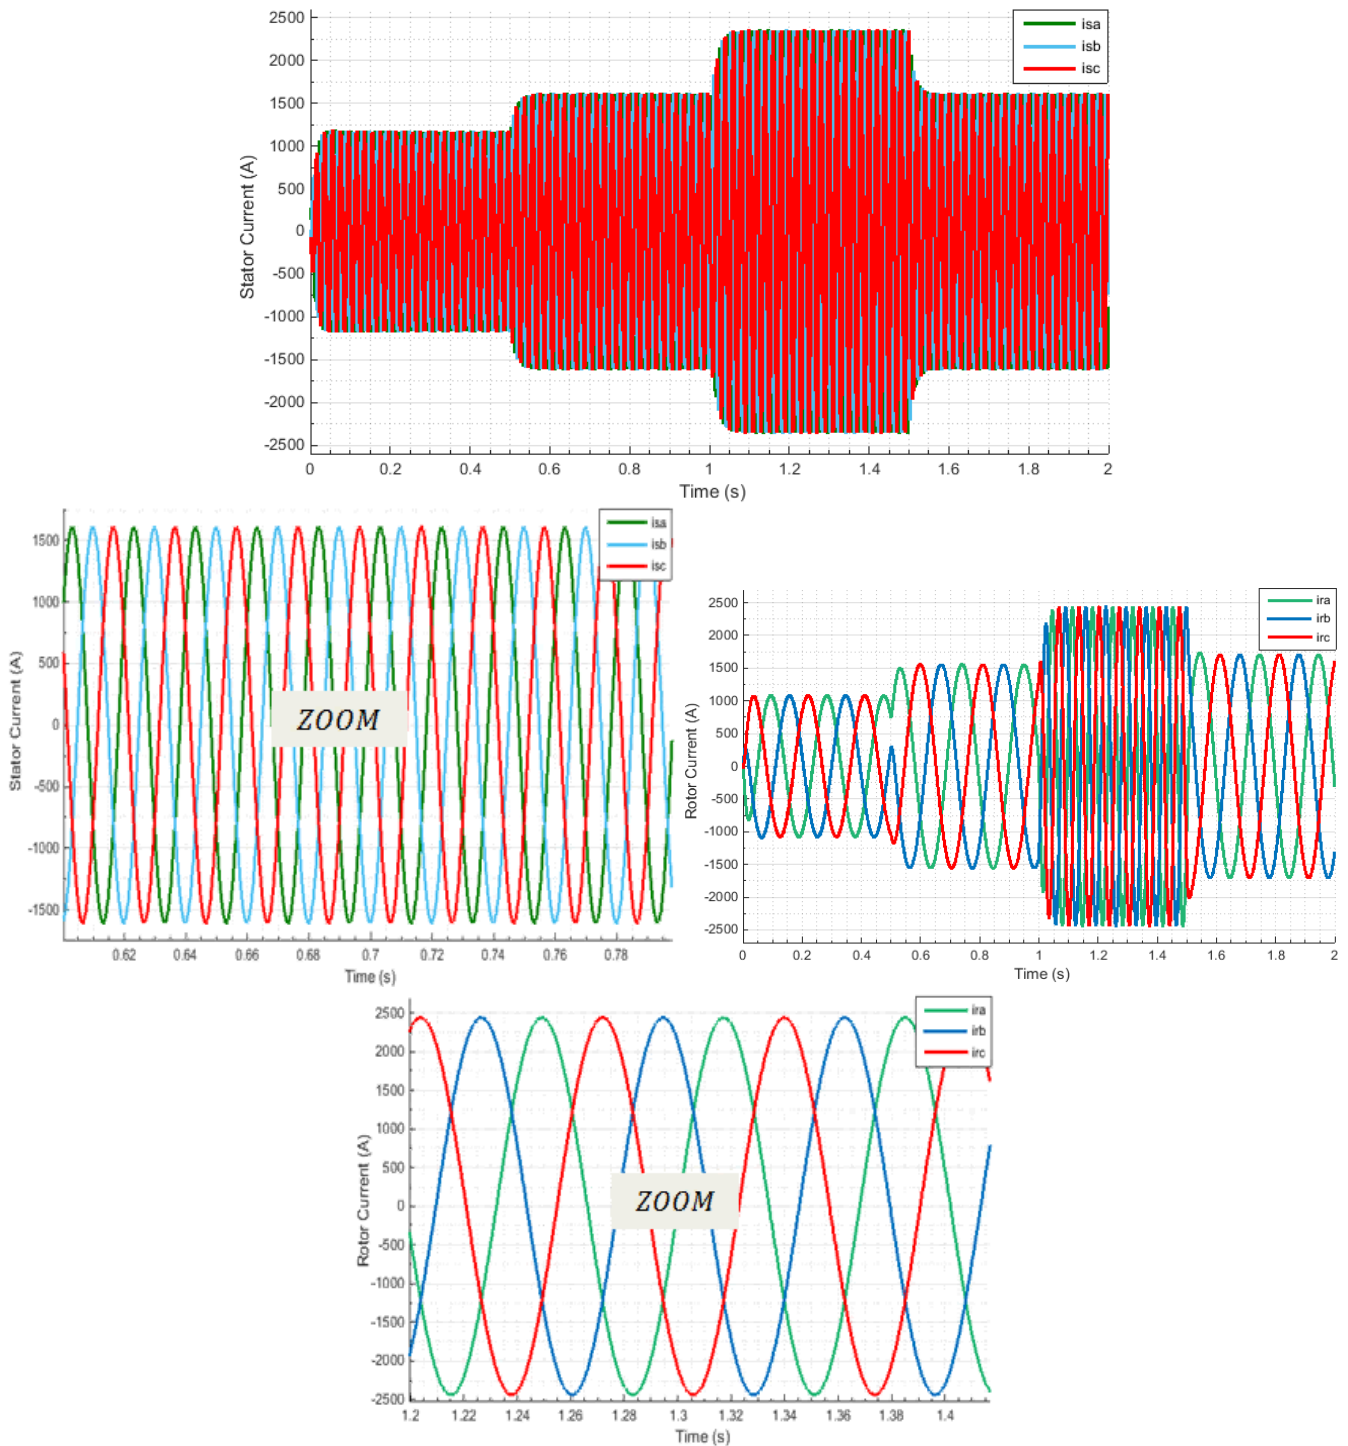 2500
2000
1500
1000
500
0
-500
-1000
-1500
-2000
-2500
Stator Current (A)
isa
isb
isc
0 0.2 0.4 0.6 0.8 1 1.2 1.4 1.6 1.8 2
Time (s)
1500
1000
500
0
-500
-1000
-1500
Stator Current (A)
isa
isb
isc
ZOOM
0.62 0.64 0.66 0.68 0.7 0.72 0.74 0.76 0.78
Time (s)
2500
2000
1500
1000
500
0
-500
-1000
-1500
-2000
-2500
Rotor Current (A)
ira
irb
irc
0 0.2 0.4 0.6 0.8 1 1.2 1.4 1.6 1.8 2
Time (s)
2500
2000
1500
1000
500
0
-500
-1000
-1500
-2000
-2500
Rotor Current (A)
ira
irb
irc
ZOOM
1.2 1.22 1.24 1.26 1.28 1.3 1.32 1.34 1.36 1.38 1.4
Time (s)